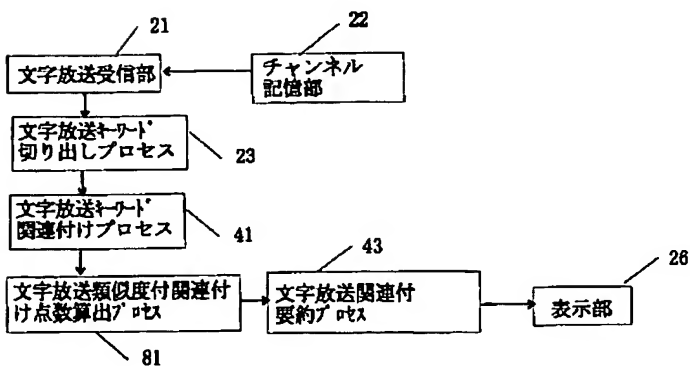 21
22
文字放送受信部
チャンネル
記憶部
文字放送ｷｰﾜｰﾄﾞ
切り出しプロセス
23
文字放送ｷｰﾜｰﾄﾞ
関連付けプロセス
41
文字放送類似度付関連付
け点数算出ﾌﾟﾛｾｽ
81
43
文字放送関連付
要約ﾌﾟﾛｾｽ
26
表示部